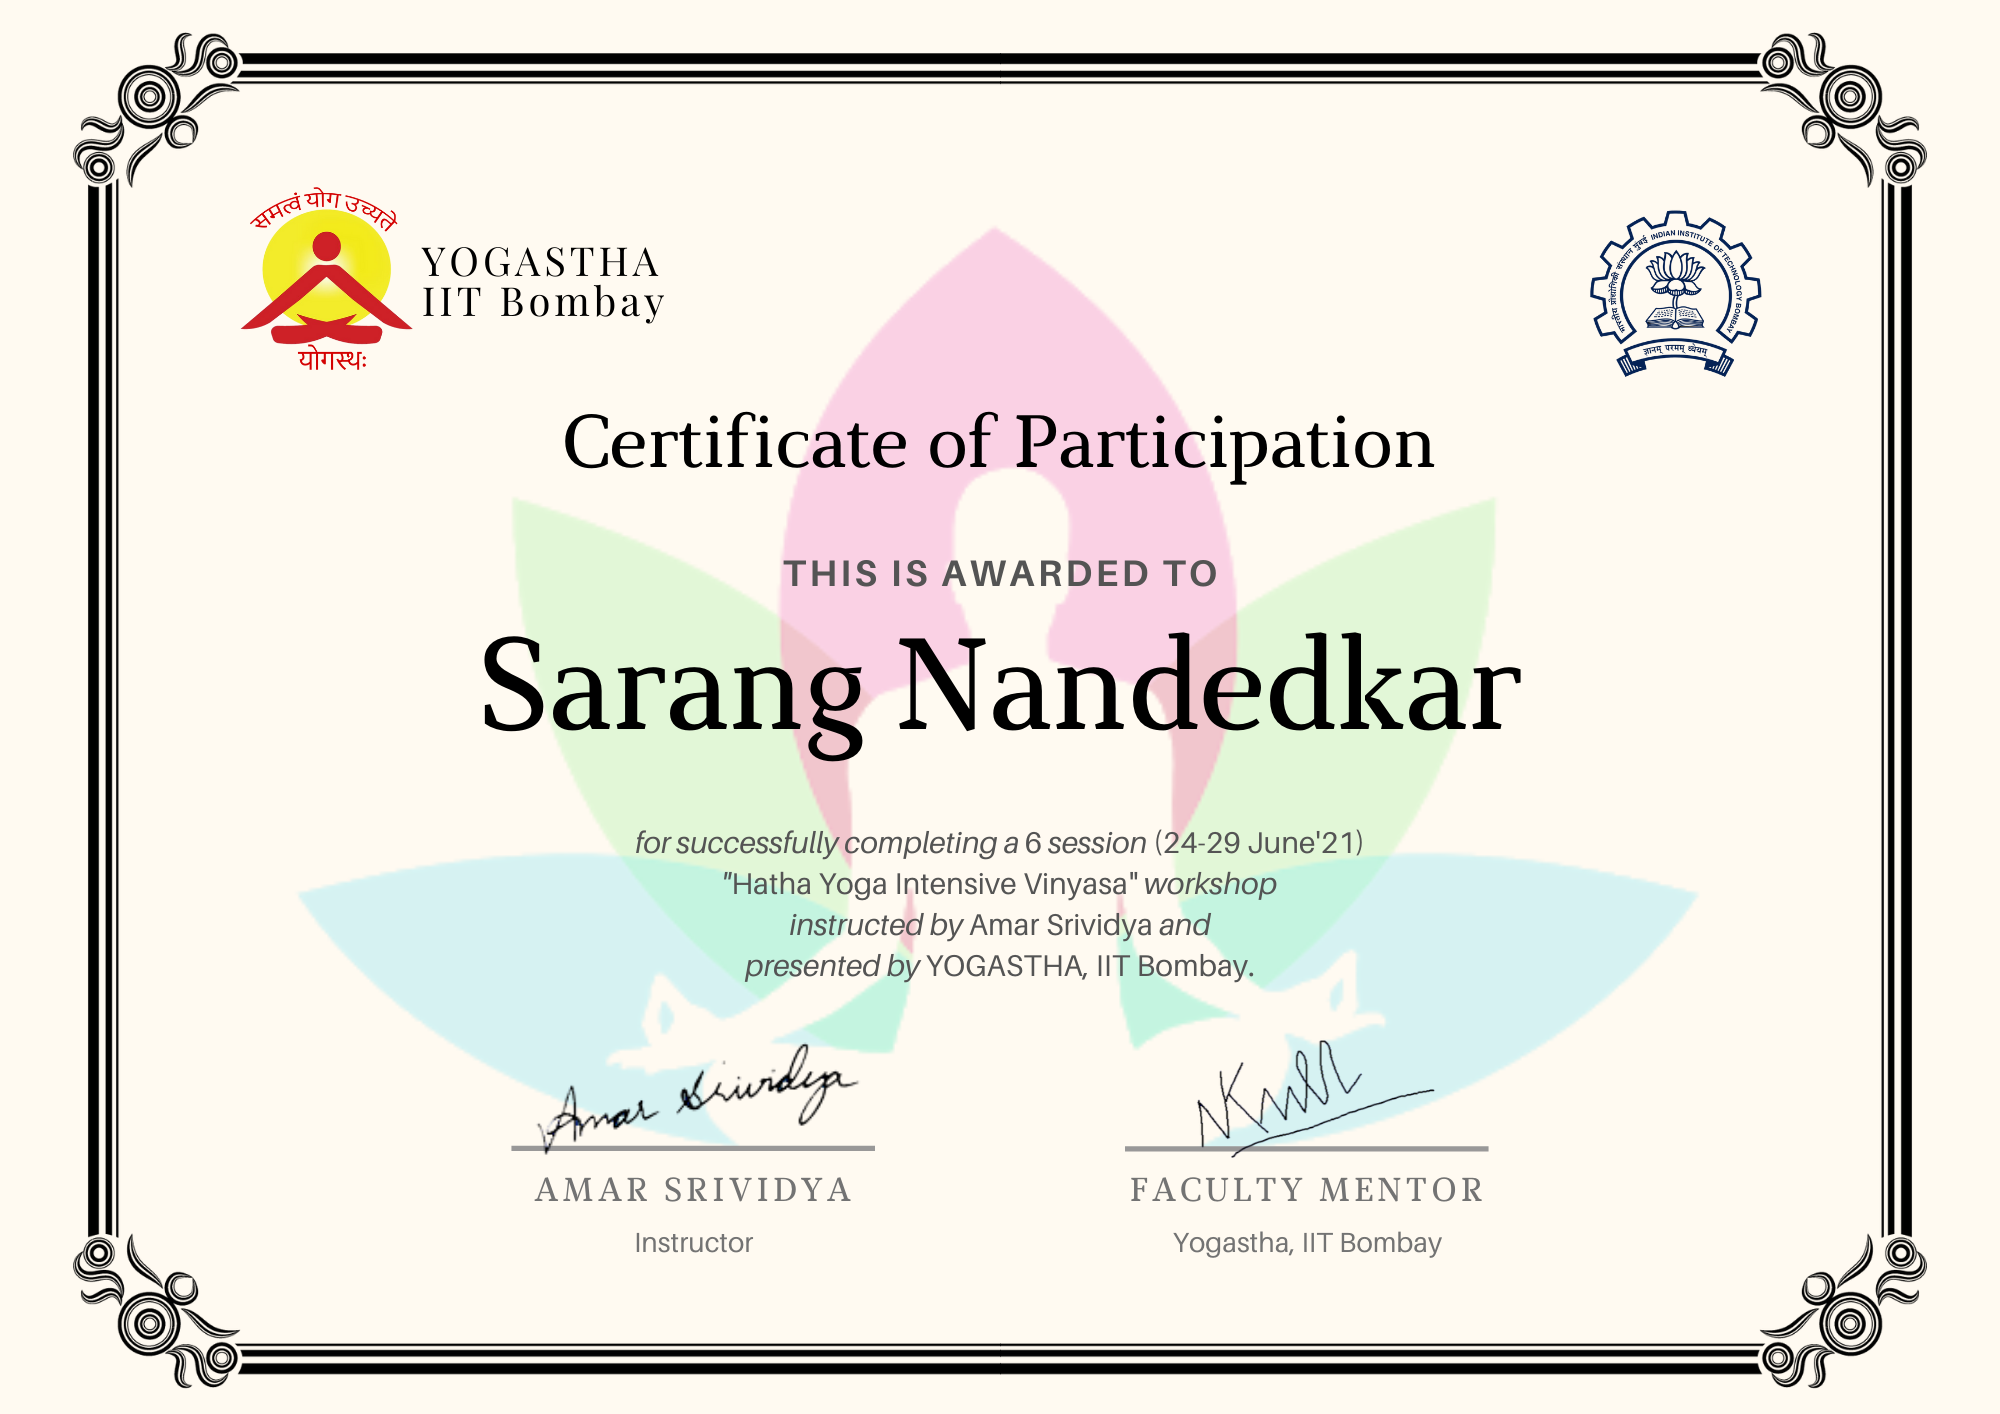 समत्वं योग उच्यते
योगस्थः
YOGASTHA
IIT Bombay
भारतीय प्रौद्योगिकी संस्थान मुंबई INDIAN INSTITUTE OF TECHNOLOGY BOMBAY
ज्ञानम् परमम् ध्येयम्
Certificate of Participation
THIS IS AWARDED TO
Sarang Nandedkar
for successfully completing a 6 session (24-29 June'21)
"Hatha Yoga Intensive Vinyasa" workshop
instructed by Amar Srividya and
presented by YOGASTHA, IIT Bombay.
Amar Srividya
AMAR SRIVIDYA
Instructor
FACULTY MENTOR
Yogastha, IIT Bombay